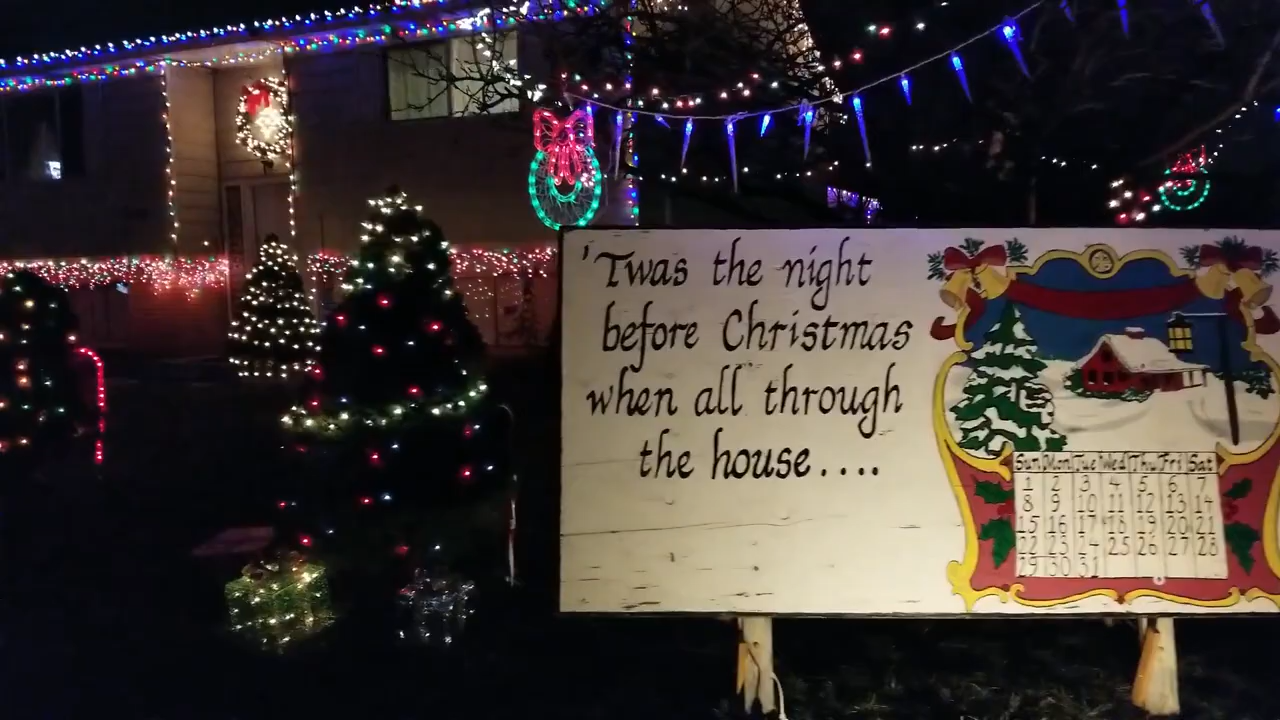 'Twas the night
before Christmas
when all through
the house....
Sun Mon Tue Wed Thu Fri Sat
1 2 3 4 5 6 7
8 9 10 11 12 13 14
15 16 17 18 19 20 21
22 23 24 25 26 27 28
29 30 31